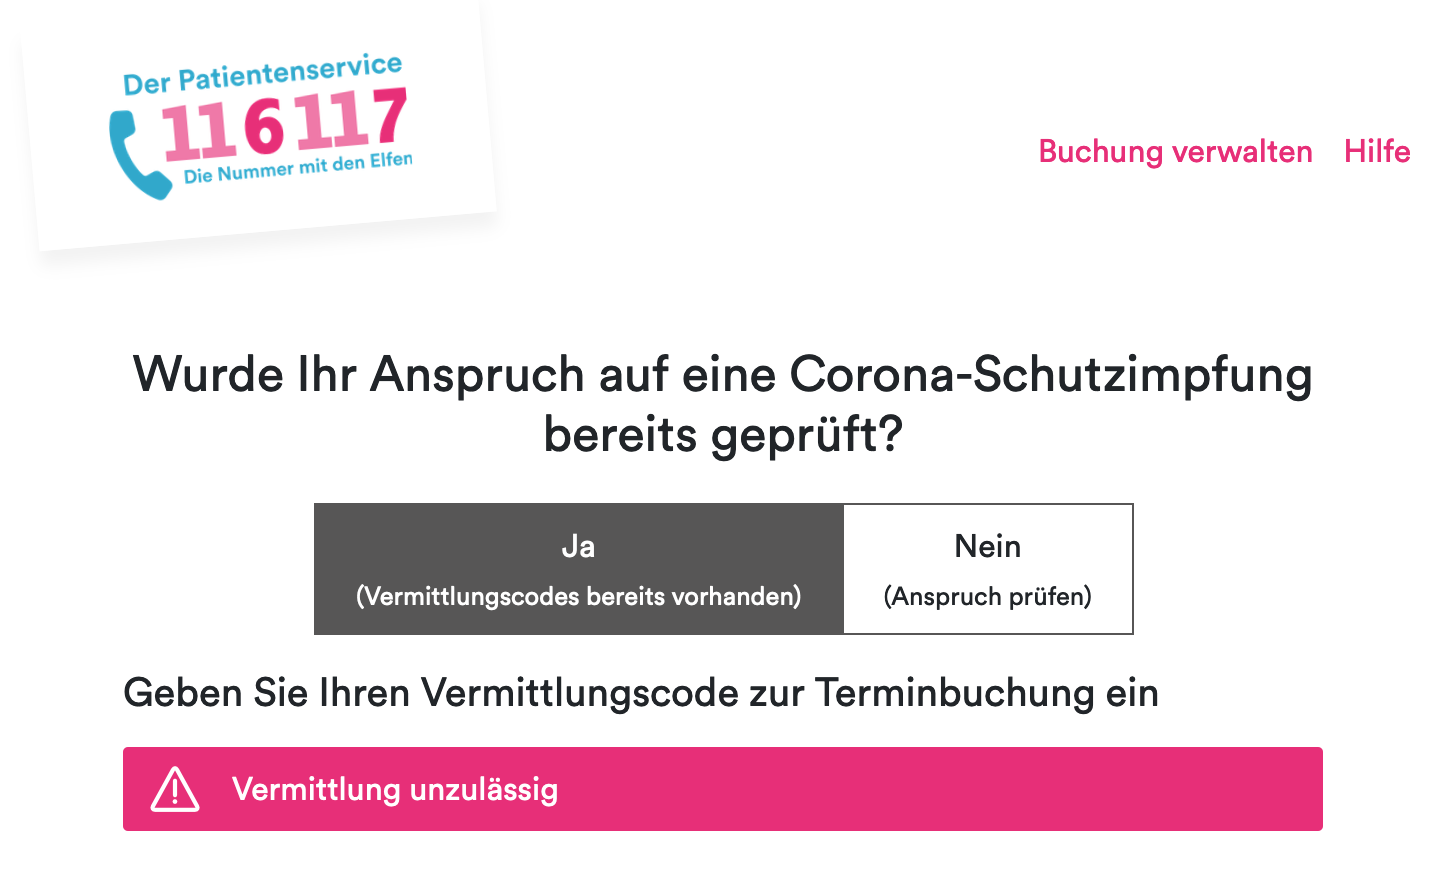 Der Patientenservice
116117
Die Nummer mit den Elfen
Buchung verwalten Hilfe
Wurde Ihr Anspruch auf eine Corona-Schutzimpfung
bereits geprüft?
Ja
(Vermittlungscodes bereits vorhanden)
Nein
(Anspruch prüfen)
Geben Sie Ihren Vermittlungscode zur Terminbuchung ein
Vermittlung unzulässig